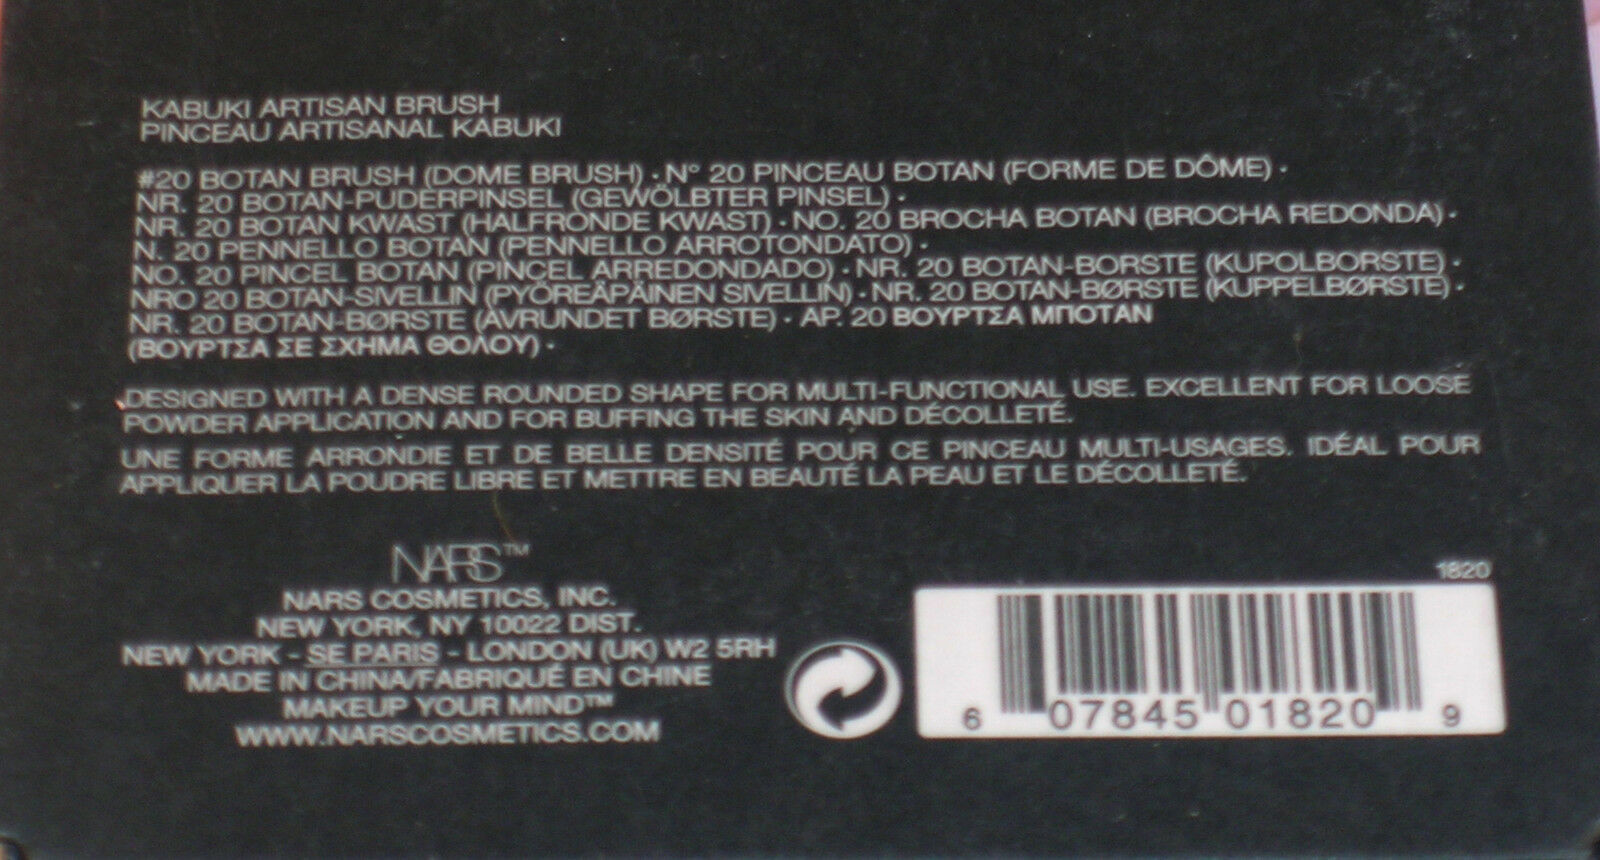 KABUKI ARTISAN BRUSH
PINCEAU ARTISANAL KABUKI
#20 BOTAN BRUSH (DOME BRUSH) • N° 20 PINCEAU BOTAN (FORME DE DÔME) •
NR. 20 BOTAN-PUDERPINSEL (GEWÖLBTER PINSEL) •
NR. 20 BOTAN KWAST (HALFRONDE KWAST) • NO. 20 BROCHA BOTAN (BROCHA REDONDA) •
N. 20 PENNELLO BOTAN (PENNELLO ARROTONDATO) •
NO. 20 PINCEL BOTAN (PINCEL ARREDONDADO) • NR. 20 BOTAN-BORSTE (KUPOLBORSTE) •
NRO 20 BOTAN-SIVELLIN (PYÖREÄPÄINEN SIVELLIN) • NR. 20 BOTAN-BØRSTE (KUPPELBØRSTE) •
NR. 20 BOTAN-BØRSTE (AVRUNDET BØRSTE) • ΑΡ. 20 ΒΟΥΡΤΣΑ ΜΠΟΤΑΝ
(ΒΟΥΡΤΣΑ ΣΕ ΣΧΗΜΑ ΘΟΛΟΥ) •
DESIGNED WITH A DENSE ROUNDED SHAPE FOR MULTI-FUNCTIONAL USE. EXCELLENT FOR LOOSE
POWDER APPLICATION AND FOR BUFFING THE SKIN AND DÉCOLLETÉ.
UNE FORME ARRONDIE ET DE BELLE DENSITÉ POUR CE PINCEAU MULTI-USAGES. IDÉAL POUR
APPLIQUER LA POUDRE LIBRE ET METTRE EN BEAUTÉ LA PEAU ET LE DÉCOLLETÉ.
NARS™
NARS COSMETICS, INC.
NEW YORK, NY 10022 DIST.
NEW YORK - SE PARIS - LONDON (UK) W2 5RH
MADE IN CHINA/FABRIQUÉ EN CHINE
MAKEUP YOUR MIND™
WWW.NARSCOSMETICS.COM
1820
6 07845 01820 9